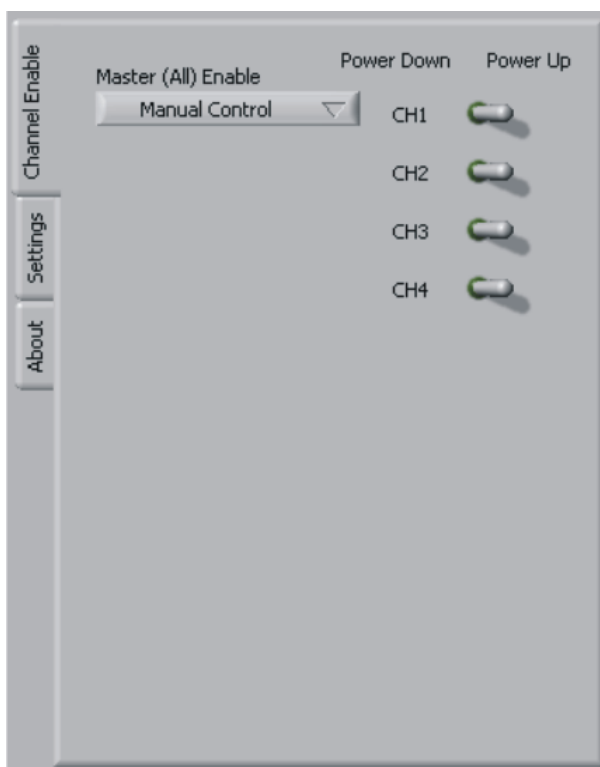 Channel Enable
Settings
About
Master (All) Enable
Manual Control
Power Down Power Up
CH1
CH2
CH3
CH4